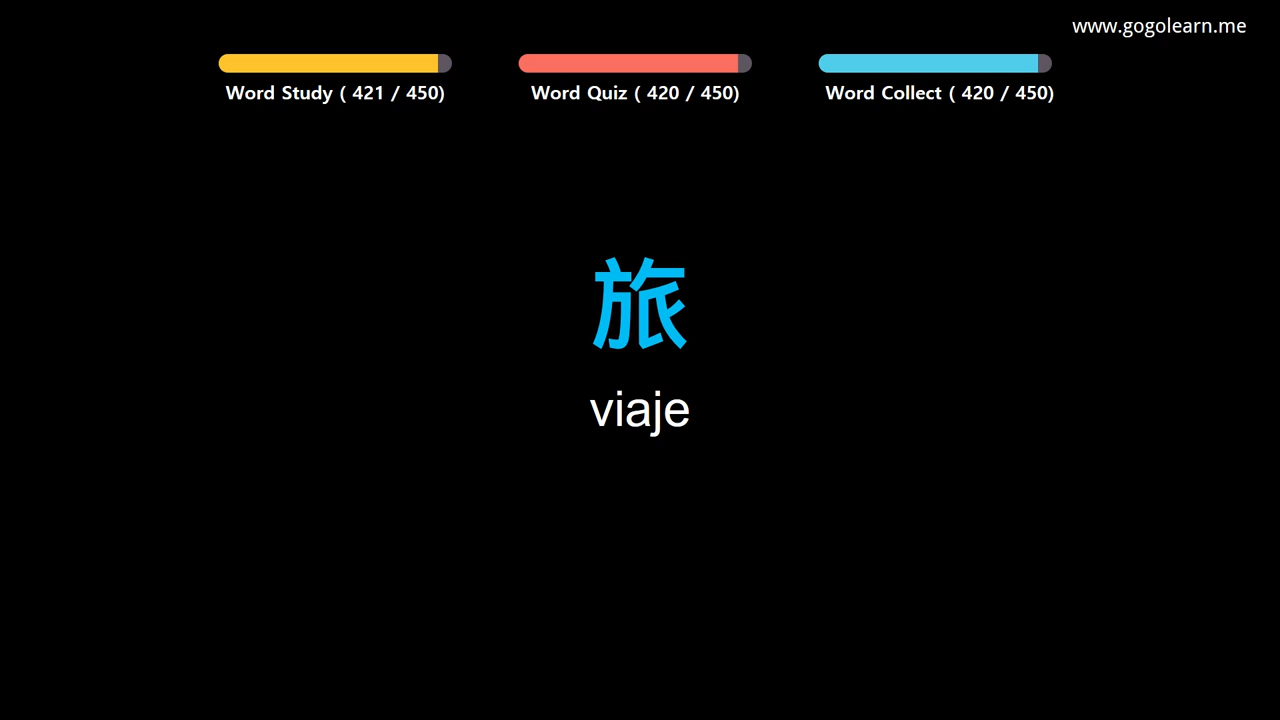 www.gogolearn.me
Word Study ( 421 / 450)
Word Quiz ( 420 / 450)
Word Collect ( 420 / 450)
旅
viaje